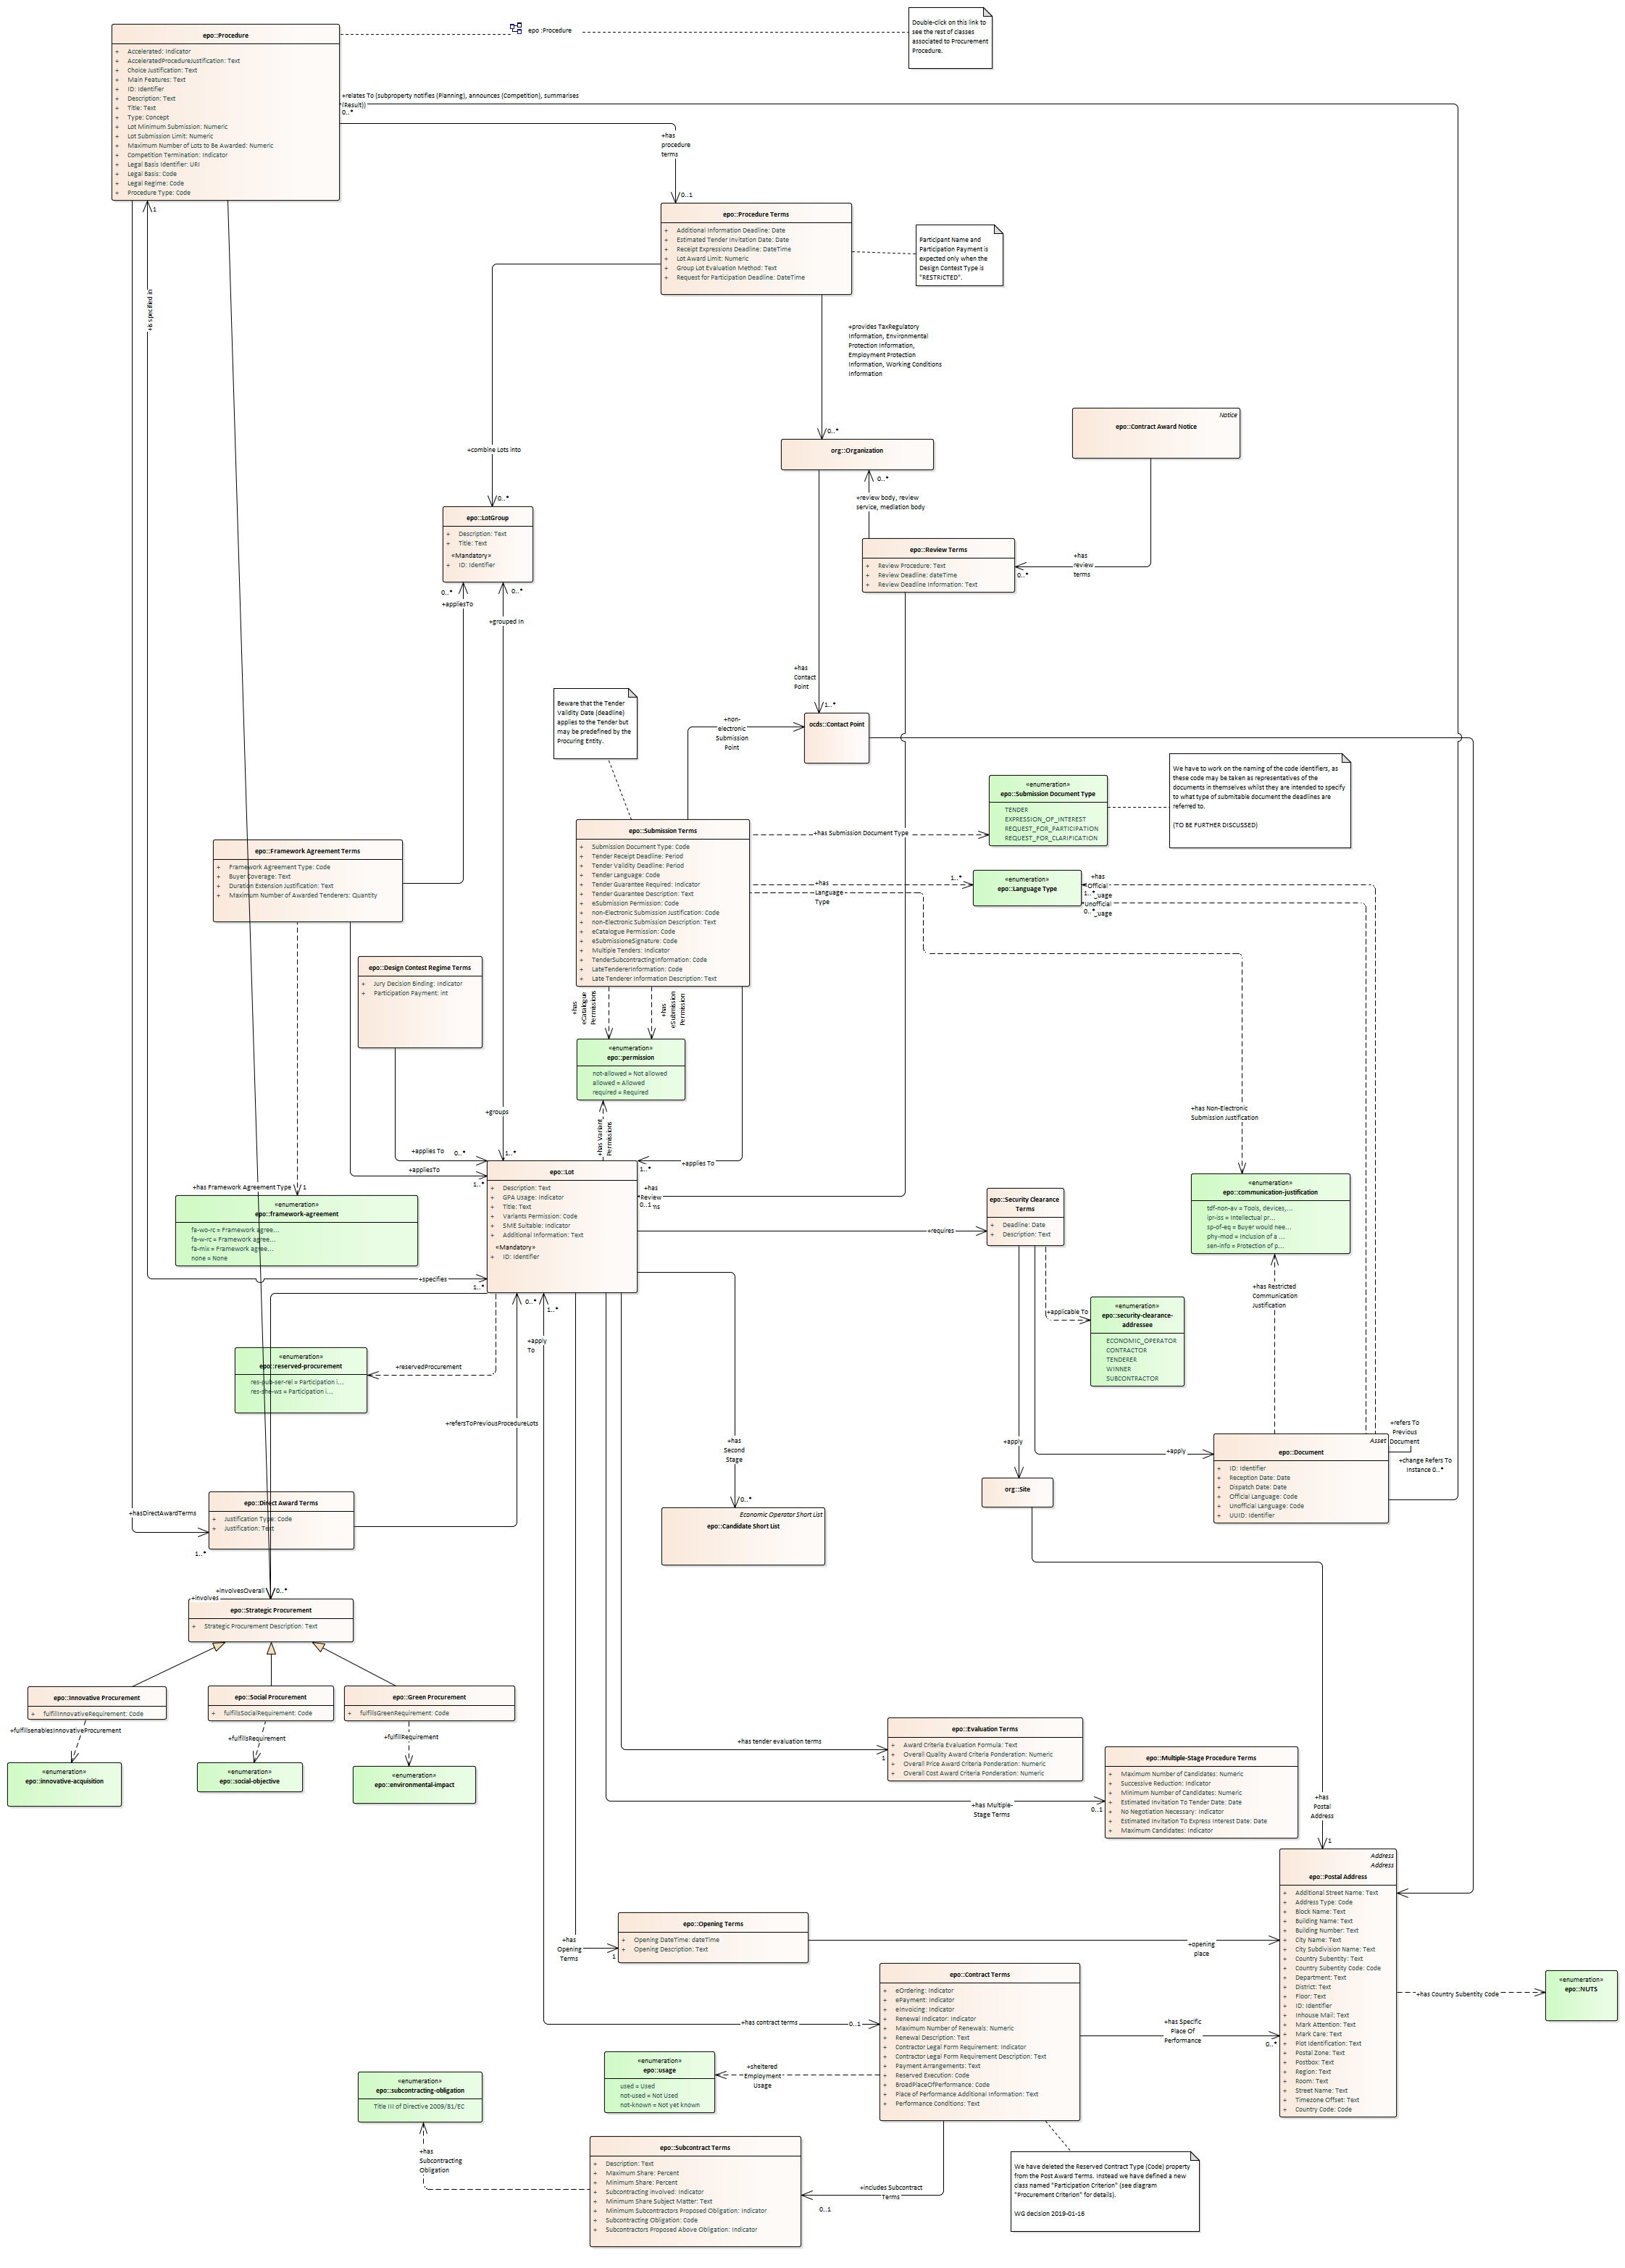 epo::Procedure
+ Accelerated: Indicator
+ AcceleratedProcedureJustification: Text
+ Choice Justification: Text
+ Main Features: Text
+ ID: Identifier
+ Description: Text
+ Title: Text
+ Type: Concept
+ Lot Minimum Submission: Numeric
+ Lot Submission Limit: Numeric
+ Maximum Number of Lots to Be Awarded: Numeric
+ Competition Termination: Indicator
+ Legal Basis Identifier: URI
+ Legal Basis: Code
+ Legal Regime: Code
+ Procedure Type: Code
epo :Procedure
Double-click on this link to
see the rest of classes
associated to Procurement
Procedure.
+relates To (subproperty notifies (Planning), announces (Competition), summarises
(Result))
0..*
+has
procedure
terms
0..1
1
+is specified in
epo::Procedure Terms
+ Additional Information Deadline: Date
+ Estimated Tender Invitation Date: Date
+ Receipt Expressions Deadline: DateTime
+ Lot Award Limit: Numeric
+ Group Lot Evaluation Method: Text
+ Request for Participation Deadline: DateTime
Participant Name and
Participation Payment is
expected only when the
Design Contest Type is
"RESTRICTED".
+provides TaxRegulatory
Information, Environmental
Protection Information,
Employment Protection
Information, Working Conditions
Information
0..*
+combine Lots into
0..*
org::Organization
Notice
epo::Contract Award Notice
0..*
+review body, review
service, mediation body
epo::LotGroup
+ Description: Text
+ Title: Text
«Mandatory»
+ ID: Identifier
epo::Review Terms
+ Review Procedure: Text
+ Review Deadline: dateTime
+ Review Deadline Information: Text
+has
review
terms
0..*
0..*
+appliesTo
0..*
+grouped In
+has
Contact
Point
1..*
Beware that the Tender
Validity Date (deadline)
applies to the Tender but
may be predefined by the
Procuring Entity.
+non-
electronic
Submission
Point
ocds::Contact Point
«enumeration»
epo::Submission Document Type
TENDER
EXPRESSION_OF_INTEREST
REQUEST_FOR_PARTICIPATION
REQUEST_FOR_CLARIFICATION
We have to work on the naming of the code identifiers, as
these code may be taken as representatives of the
documents in themselves whilst they are intended to specify
to what type of submitable document the deadlines are
referred to.
(TO BE FURTHER DISCUSSED)
epo::Submission Terms
+ Submission Document Type: Code
+ Tender Receipt Deadline: Period
+ Tender Validity Deadline: Period
+ Tender Language: Code
+ Tender Guarantee Required: Indicator
+ Tender Guarantee Description: Text
+ eSubmission Permission: Code
+ non-Electronic Submission Justification: Code
+ non-Electronic Submission Description: Text
+ eCatalogue Permission: Code
+ eSubmissioneSignature: Code
+ Multiple Tenders: Indicator
+ TenderSubcontractingInformation: Code
+ LateTendererInformation: Code
+ Late Tenderer Information Description: Text
+has Submission Document Type
+has
Language
Type
1..*
«enumeration»
epo::Language Type
+has
Official
1..*
uage
Unofficial
0..*
uage
epo::Framework Agreement Terms
+ Framework Agreement Type: Code
+ Buyer Coverage: Text
+ Duration Extension Justification: Text
+ Maximum Number of Awarded Tenderers: Quantity
epo::Design Contest Regime Terms
+ Jury Decision Binding: Indicator
+ Participation Payment: int
+has
eCatalogue
Permissions
+has
eSubmission
Permission
«enumeration»
epo::permission
not-allowed = Not allowed
allowed = Allowed
required = Required
+has Variant
Permissions
+groups
1..*
+applies To
0..*
+appliesTo
1..*
+applies To
1..*
+has
Review
0..1
ms
+has Non-Electronic
Submission Justification
+has Framework Agreement Type
1
«enumeration»
epo::framework-agreement
fa-wo-rc = Framework agree...
fa-w-rc = Framework agree...
fa-mix = Framework agree...
none = None
epo::Lot
+ Description: Text
+ GPA Usage: Indicator
+ Title: Text
+ Variants Permission: Code
+ SME Suitable: Indicator
+ Additional Information: Text
«Mandatory»
+ ID: Identifier
+specifies
1..*
+requires
epo::Security Clearance
Terms
+ Deadline: Date
+ Description: Text
«enumeration»
epo::communication-justification
tdf-non-av = Tools, devices,...
ipr-iss = Intellectual pr...
sp-of-eq = Buyer would nee...
phy-mod = Inclusion of a ...
sen-info = Protection of p...
+has Restricted
Communication
Justification
+applicable To
«enumeration»
epo::security-clearance-
addressee
ECONOMIC_OPERATOR
CONTRACTOR
TENDERER
WINNER
SUBCONTRACTOR
0..*
1..*
+apply
To
«enumeration»
epo::reserved-procurement
res-pub-ser-rel = Participation i...
res-she-ws = Participation i...
+reservedProcurement
+refersToPreviousProcedureLots
+has
Second
Stage
0..*
+apply
+apply
Asset
epo::Document
+ ID: Identifier
+ Reception Date: Date
+ Dispatch Date: Date
+ Official Language: Code
+ Unofficial Language: Code
+ UUID: Identifier
+refers To
Previous
Document
+change Refers To
Instance 0..*
org::Site
Economic Operator Short List
epo::Candidate Short List
+hasDirectAwardTerms
1..*
epo::Direct Award Terms
+ Justification Type: Code
+ Justification: Text
+involvesOverall
0..*
+involves
epo::Strategic Procurement
+ Strategic Procurement Description: Text
epo::Innovative Procurement
+ fulfillInnovativeRequirement: Code
epo::Social Procurement
+ fulfillsSocialRequirement: Code
epo::Green Procurement
+ fulfillsGreenRequirement: Code
+fulfillsenablesInnovativeProcurement
+fulfillsRequirement
+fulfillRequirement
«enumeration»
epo::innovative-acquisition
«enumeration»
epo::social-objective
«enumeration»
epo::environmental-impact
+has tender evaluation terms
1
epo::Evaluation Terms
+ Award Criteria Evaluation Formula: Text
+ Overall Quality Award Criteria Ponderation: Numeric
+ Overall Price Award Criteria Ponderation: Numeric
+ Overall Cost Award Criteria Ponderation: Numeric
+has Multiple-
Stage Terms
0..1
epo::Multiple-Stage Procedure Terms
+ Maximum Number of Candidates: Numeric
+ Successive Reduction: Indicator
+ Minimum Number of Candidates: Numeric
+ Estimated Invitation To Tender Date: Date
+ No Negotiation Necessary: Indicator
+ Estimated Invitation To Express Interest Date: Date
+ Maximum Candidates: Indicator
+has
Postal
Address
1
Address
Address
epo::Postal Address
+ Additional Street Name: Text
+ Address Type: Code
+ Block Name: Text
+ Building Name: Text
+ Building Number: Text
+ City Name: Text
+ City Subdivision Name: Text
+ Country Subentity: Text
+ Country Subentity Code: Code
+ Department: Text
+ District: Text
+ Floor: Text
+ ID: Identifier
+ Inhouse Mail: Text
+ Mark Attention: Text
+ Mark Care: Text
+ Plot Identification: Text
+ Postal Zone: Text
+ Postbox: Text
+ Region: Text
+ Room: Text
+ Street Name: Text
+ Timezone Offset: Text
+ Country Code: Code
+has Country Subentity Code
«enumeration»
epo::NUTS
+has
Opening
Terms
1
epo::Opening Terms
+ Opening DateTime: dateTime
+ Opening Description: Text
+opening
place
+has contract terms
0..1
epo::Contract Terms
+ eOrdering: Indicator
+ ePayment: Indicator
+ eInvoicing: Indicator
+ Renewal Indicator: Indicator
+ Maximum Number of Renewals: Numeric
+ Renewal Description: Text
+ Contractor Legal Form Requirement: Indicator
+ Contractor Legal Form Requirement Description: Text
+ Payment Arrangements: Text
+ Reserved Execution: Code
+ BroadPlaceOfPerformance: Code
+ Place of Performance Additional Information: Text
+ Performance Conditions: Text
+has Specific
Place Of
Performance
0..*
«enumeration»
epo::usage
used = Used
not-used = Not Used
not-known = Not yet known
+sheltered
Employment
Usage
«enumeration»
epo::subcontracting-obligation
Title III of Directive 2009/81/EC
+has
Subcontracting
Obligation
epo::Subcontract Terms
+ Description: Text
+ Maximum Share: Percent
+ Minimum Share: Percent
+ Subcontracting involved: Indicator
+ Minimum Share Subject Matter: Text
+ Minimum Subcontractors Proposed Obligation: Indicator
+ Subcontracting Obligation: Code
+ Subcontractors Proposed Above Obligation: Indicator
+includes Subcontract
Terms
0..1
We have deleted the Reserved Contract Type (Code) property
from the Post Award Terms. Instead we have defined a new
class named "Participation Criterion" (see diagram
"Procurement Criterion" for details).
WG decision 2019-01-16